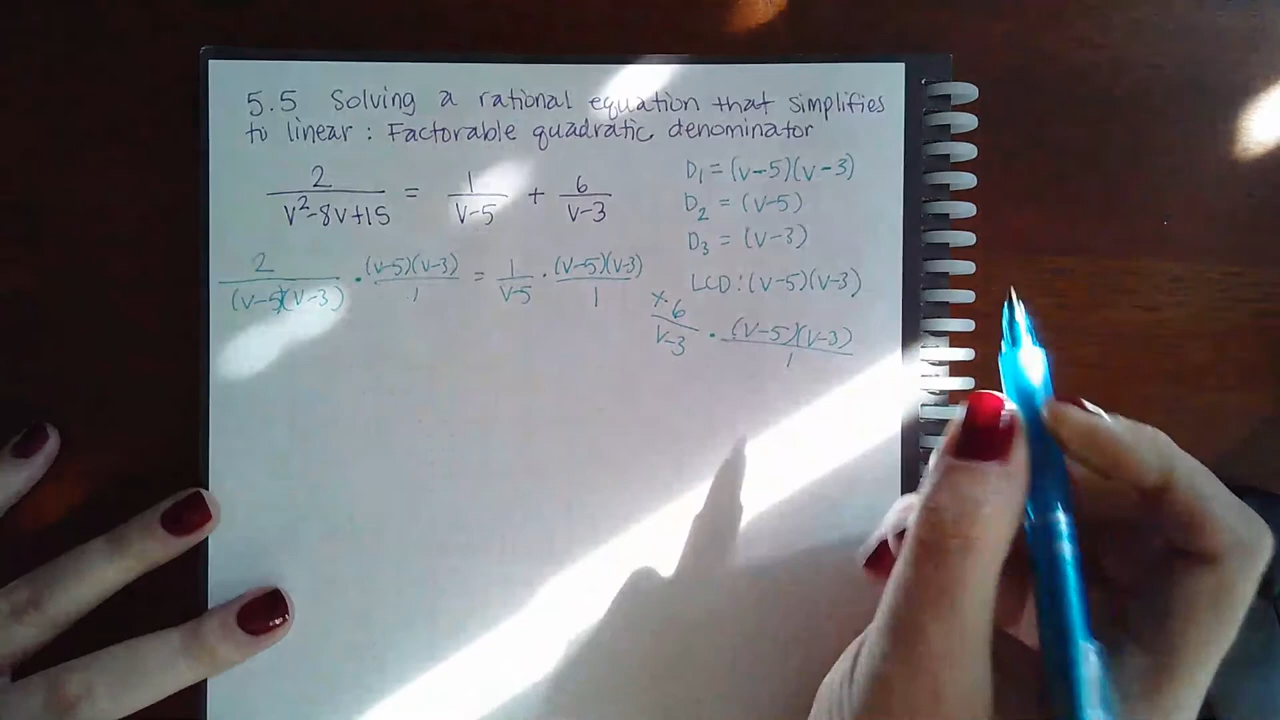 5.5 Solving a rational equation that simplifies
to linear : Factorable quadratic denominator
2/(v²-8v+15) = 1/(v-5) + 6/(v-3)
D₁ = (v-5)(v-3)
D₂ = (v-5)
D₃ = (v-3)
LCD: (v-5)(v-3)
2/((v-5)(v-3)) · (v-5)(v-3)/1 = 1/(v-5) · (v-5)(v-3)/1
6/(v-3) · (v-5)(v-3)/1